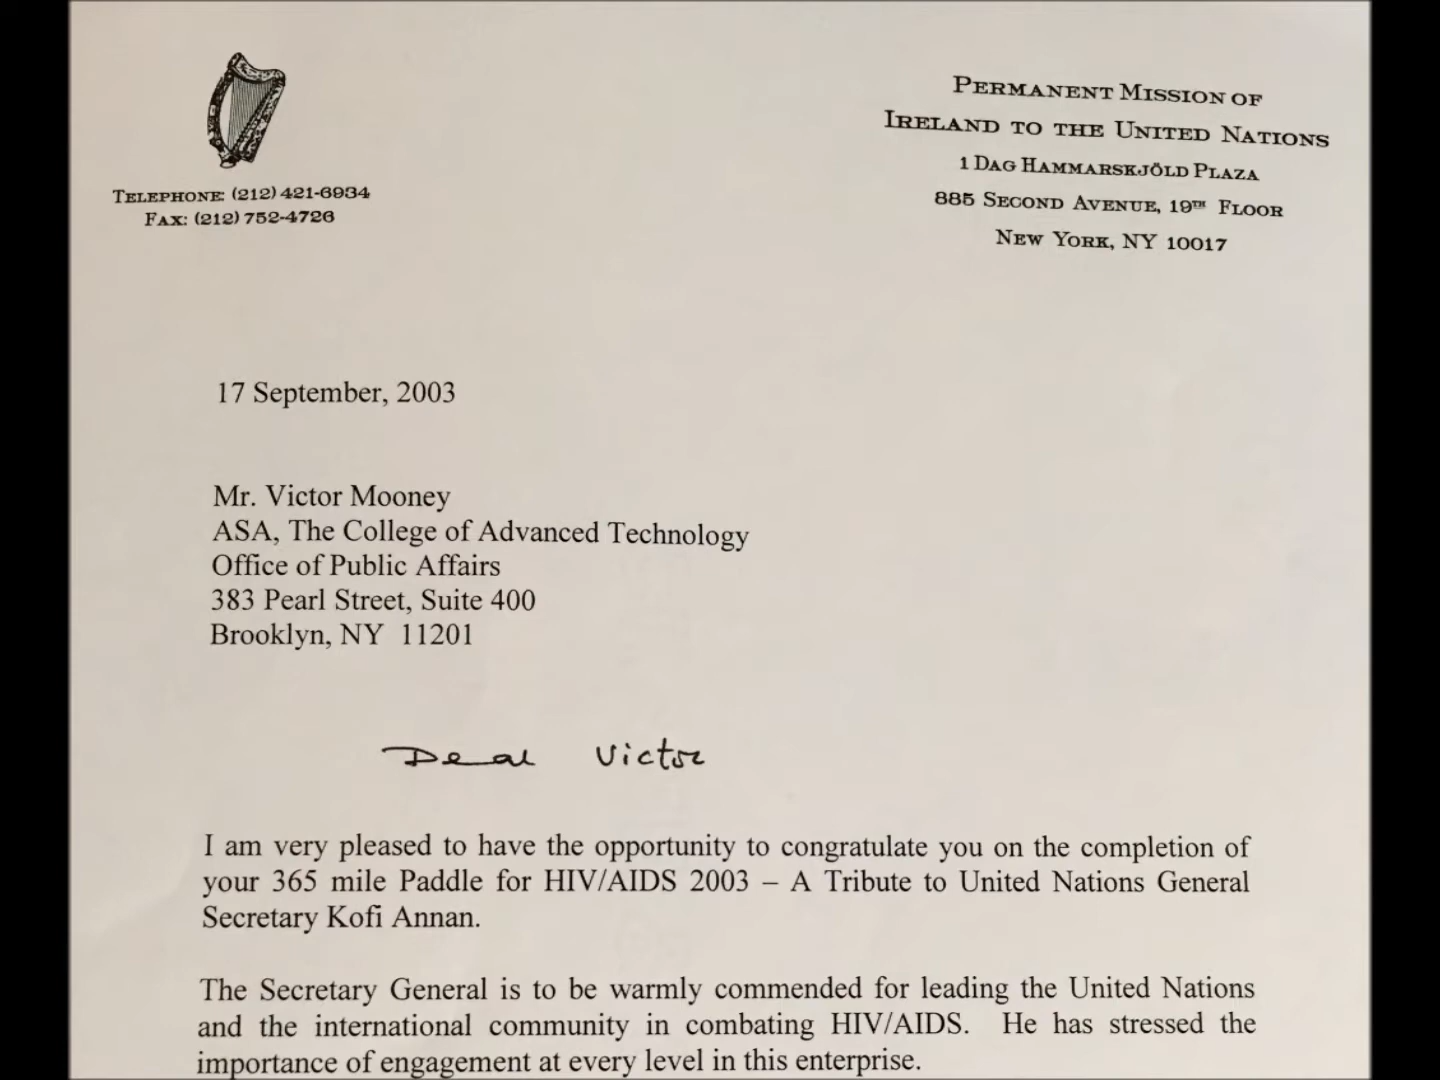 Telephone: (212) 421-6934
Fax: (212) 752-4726
Permanent Mission of
Ireland to the United Nations
1 Dag Hammarskjöld Plaza
885 Second Avenue, 19th Floor
New York, NY 10017
17 September, 2003
Mr. Victor Mooney
ASA, The College of Advanced Technology
Office of Public Affairs
383 Pearl Street, Suite 400
Brooklyn, NY 11201
Dear Victor
I am very pleased to have the opportunity to congratulate you on the completion of
your 365 mile Paddle for HIV/AIDS 2003 – A Tribute to United Nations General
Secretary Kofi Annan.
The Secretary General is to be warmly commended for leading the United Nations
and the international community in combating HIV/AIDS. He has stressed the
importance of engagement at every level in this enterprise.